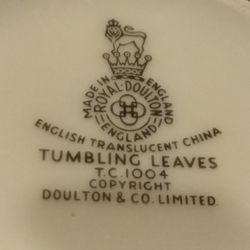 MADE IN ENGLAND
ROYAL DOULTON
ENGLAND
ENGLISH TRANSLUCENT CHINA
TUMBLING LEAVES
T.C.1004
COPYRIGHT
DOULTON & CO. LIMITED.